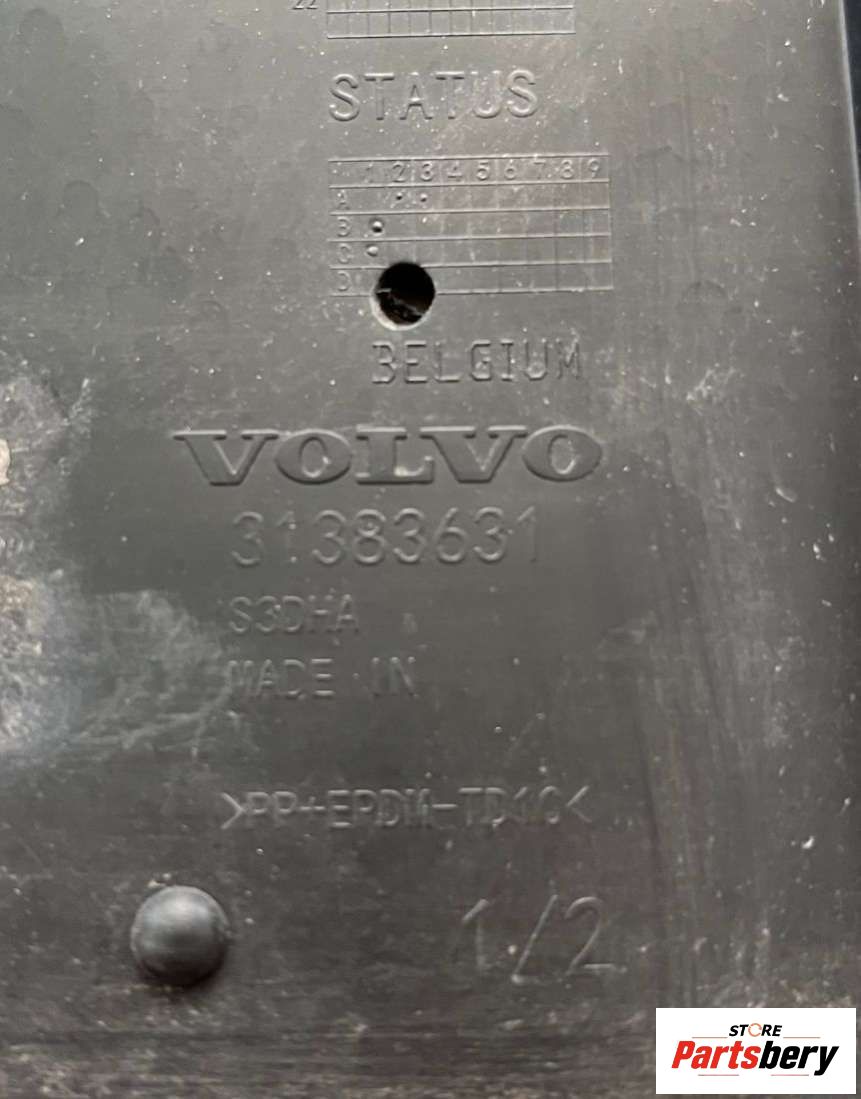 22
STATUS
1 2 3 4 5 6 7 8 9
A
B
C
D
BELGIUM
VOLVO
31383631
S3DHA
MADE IN
>PP+EPDM-TD10<
1/2
STORE
Partsbery